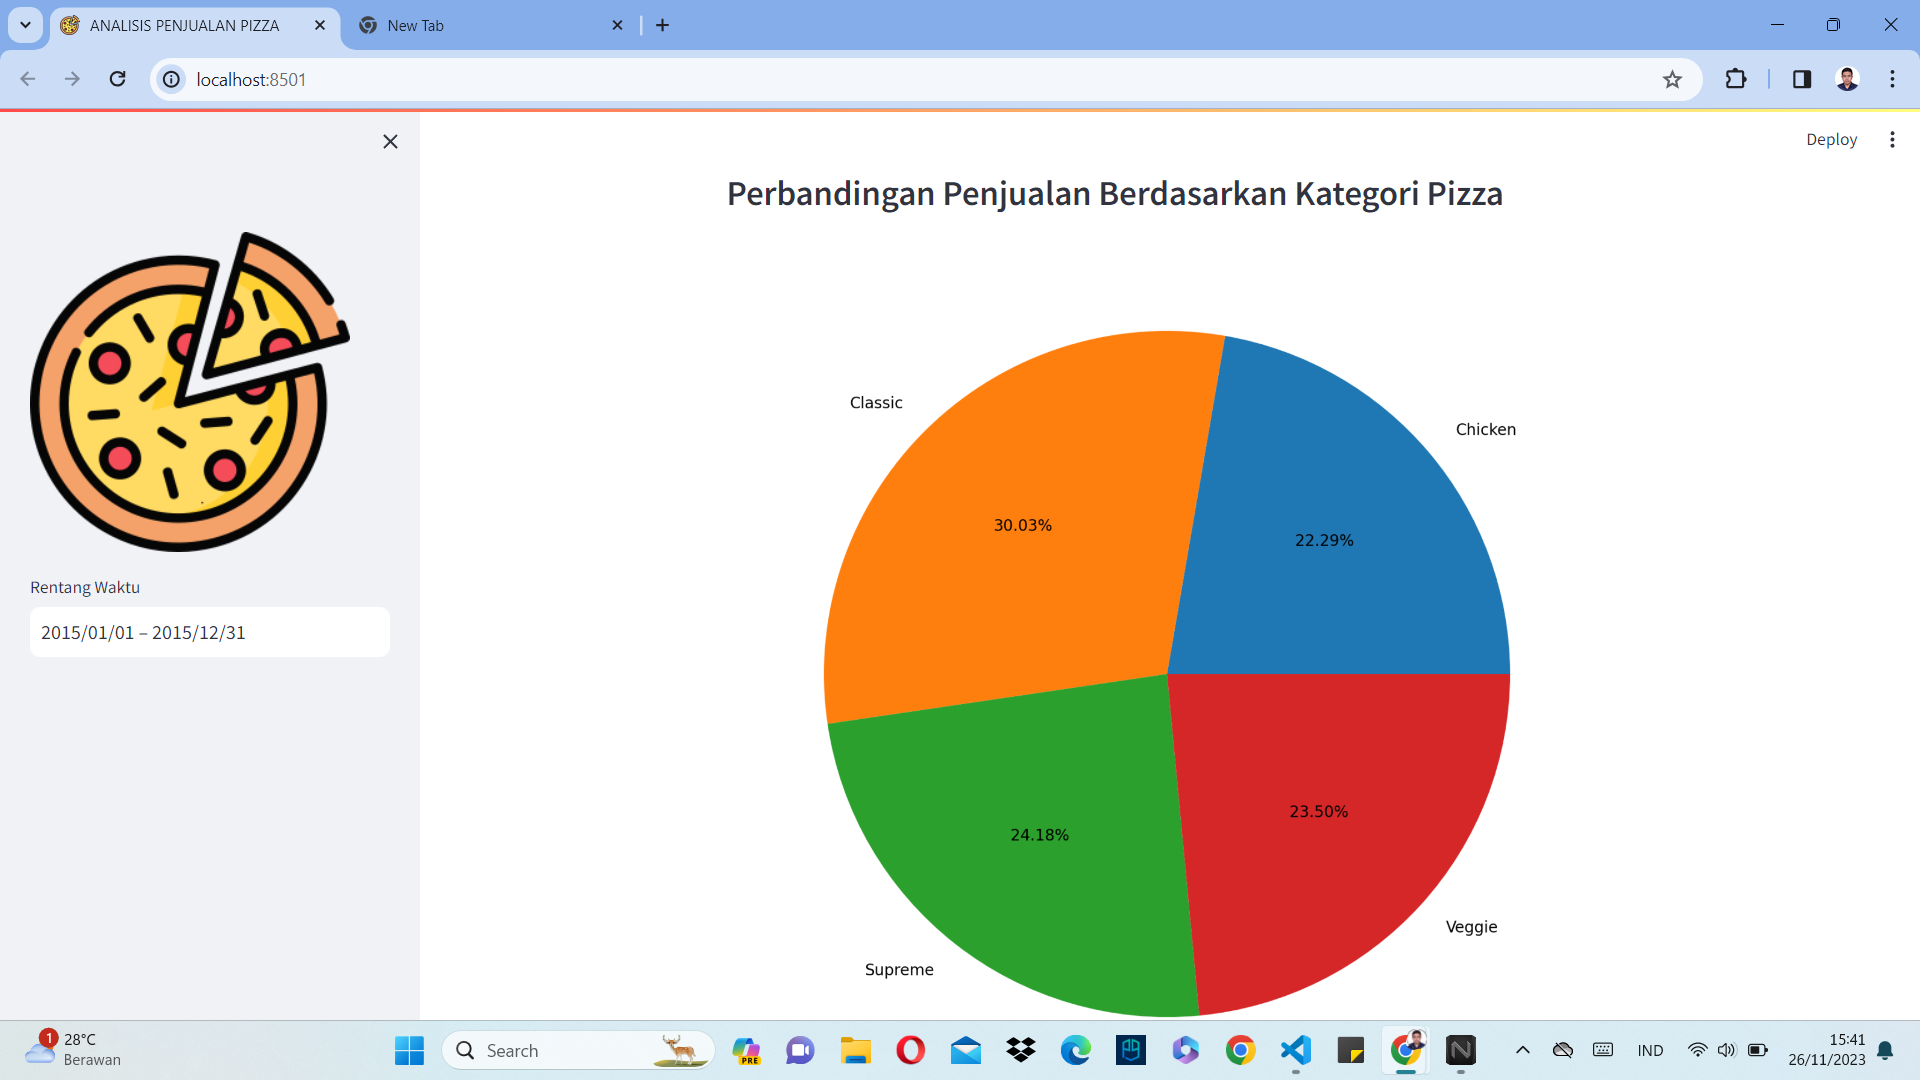 ANALISIS PENJUALAN PIZZA
New Tab
localhost:8501
Deploy
Perbandingan Penjualan Berdasarkan Kategori Pizza
Rentang Waktu
2015/01/01 – 2015/12/31
Classic
Chicken
30.03%
22.29%
24.18%
23.50%
Supreme
Veggie
1
28°C
Berawan
Search
PRE
IND
15:41
26/11/2023